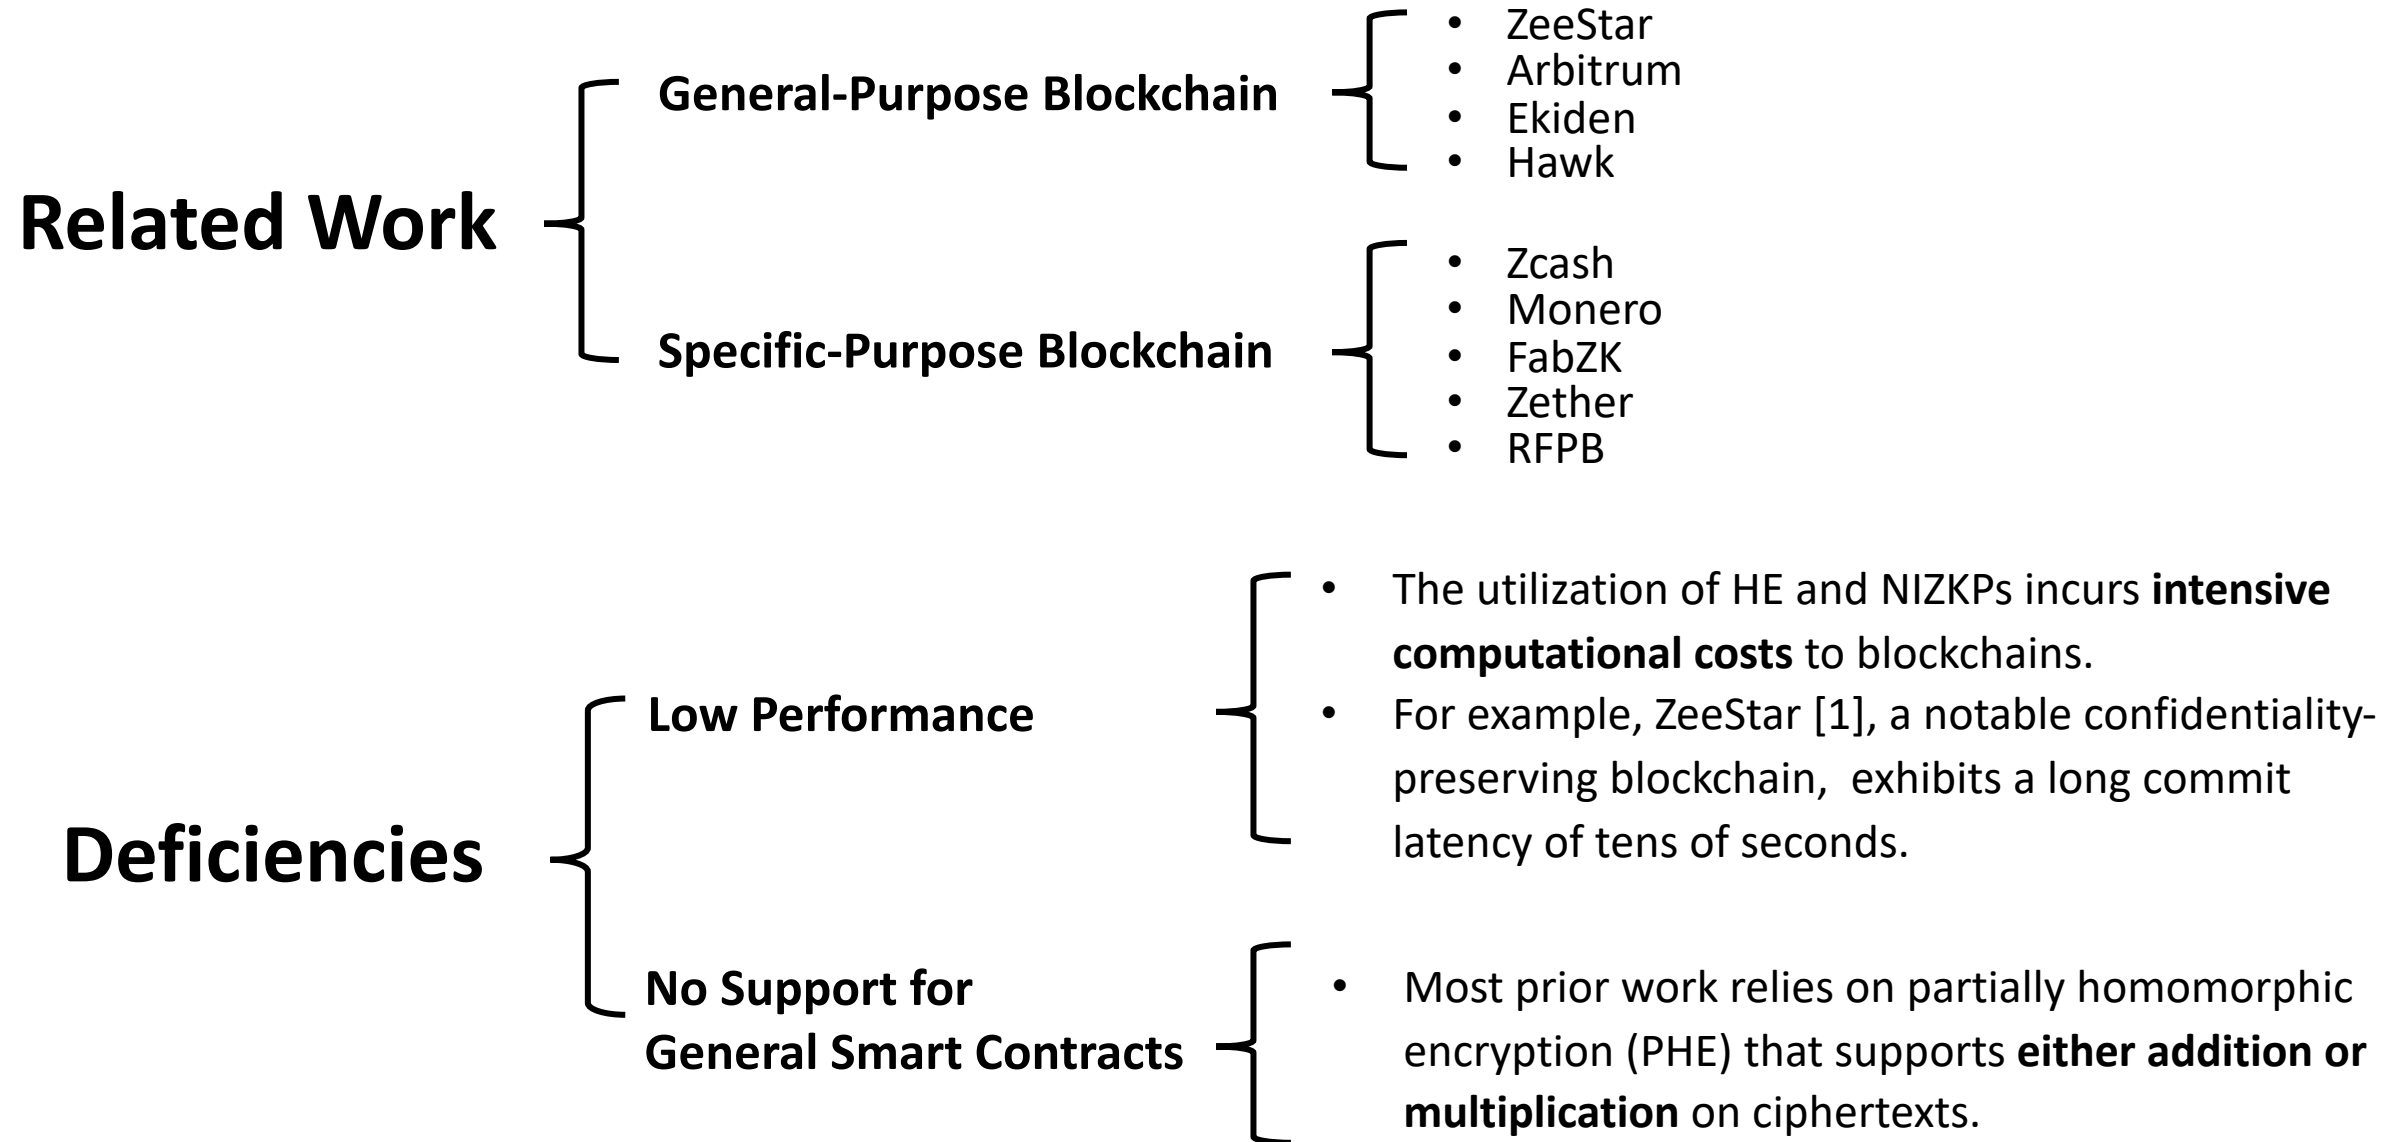 Related Work
General-Purpose Blockchain
• ZeeStar
• Arbitrum
• Ekiden
• Hawk
Specific-Purpose Blockchain
• Zcash
• Monero
• FabZK
• Zether
• RFPB
Deficiencies
Low Performance
• The utilization of HE and NIZKPs incurs intensive
computational costs to blockchains.
• For example, ZeeStar [1], a notable confidentiality-
preserving blockchain,  exhibits a long commit
latency of tens of seconds.
No Support for
General Smart Contracts
• Most prior work relies on partially homomorphic
encryption (PHE) that supports either addition or
multiplication on ciphertexts.